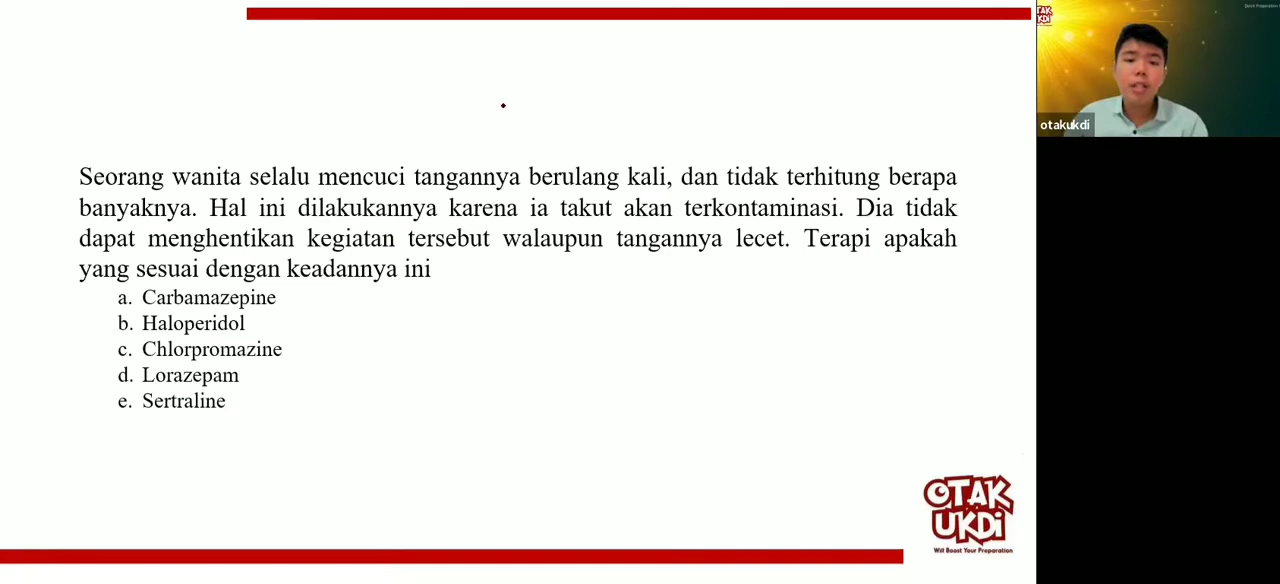 Seorang wanita selalu mencuci tangannya berulang kali, dan tidak terhitung berapa
banyaknya. Hal ini dilakukannya karena ia takut akan terkontaminasi. Dia tidak
dapat menghentikan kegiatan tersebut walaupun tangannya lecet. Terapi apakah
yang sesuai dengan keadannya ini
a. Carbamazepine
b. Haloperidol
c. Chlorpromazine
d. Lorazepam
e. Sertraline
OTAK
UKDi
Will Boost Your Preparation
otakukdi